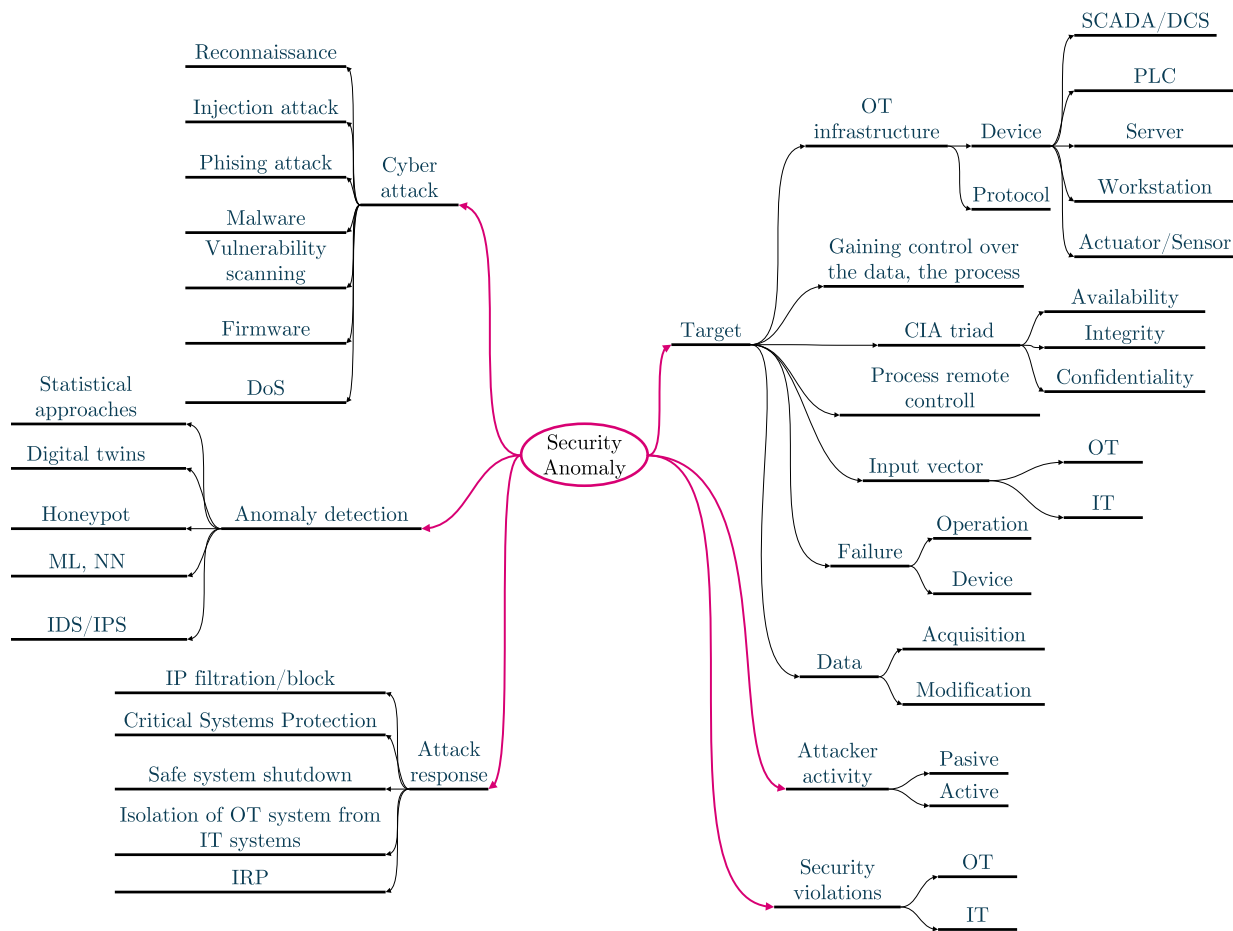 Security
Anomaly
Cyber
attack
Reconnaissance
Injection attack
Phising attack
Malware
Vulnerability
scanning
Firmware
DoS
Anomaly detection
Statistical
approaches
Digital twins
Honeypot
ML, NN
IDS/IPS
Attack
response
IP filtration/block
Critical Systems Protection
Safe system shutdown
Isolation of OT system from
IT systems
IRP
Target
OT
infrastructure
Device
SCADA/DCS
PLC
Server
Workstation
Actuator/Sensor
Protocol
Gaining control over
the data, the process
CIA triad
Availability
Integrity
Confidentiality
Process remote
controll
Input vector
OT
IT
Failure
Operation
Device
Data
Acquisition
Modification
Attacker
activity
Pasive
Active
Security
violations
OT
IT